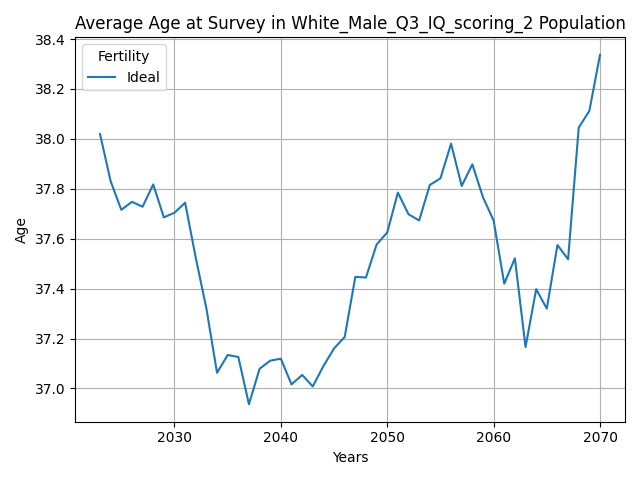 Average Age at Survey in White_Male_Q3_IQ_scoring_2 Population
Fertility
Ideal
38.4
38.2
38.0
37.8
37.6
37.4
37.2
37.0
Age
2030 2040 2050 2060 2070
Years